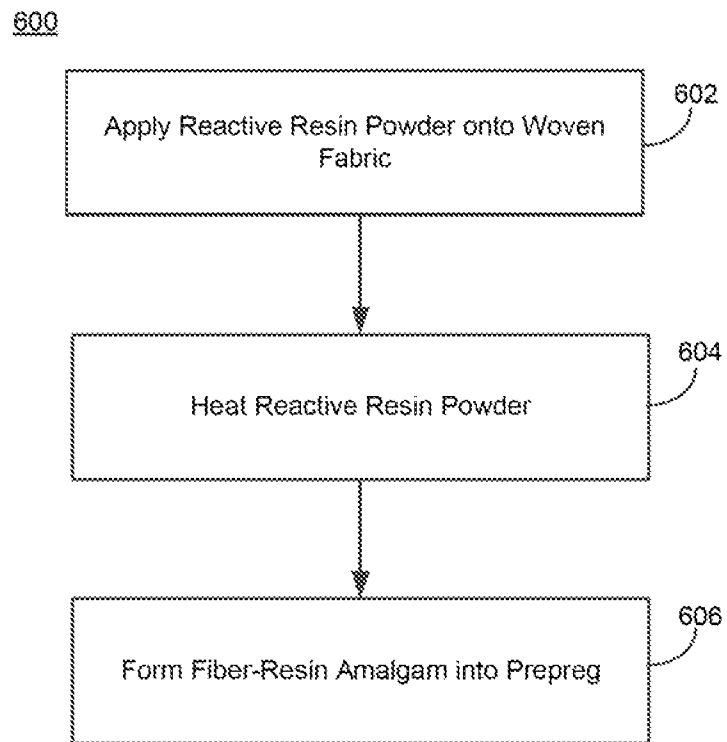 600
602
Apply Reactive Resin Powder onto Woven
Fabric
604
Heat Reactive Resin Powder
606
Form Fiber-Resin Amalgam into Prepreg